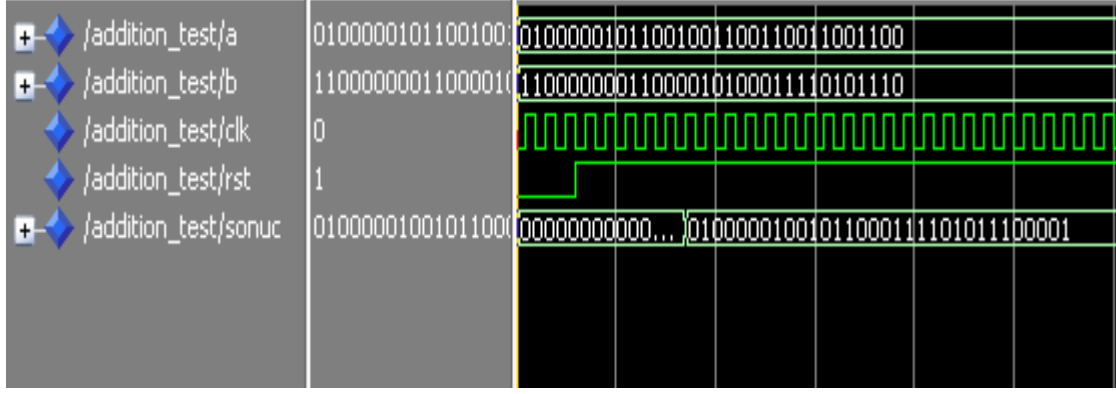 /addition_test/a 01000001011001001 01000001011001001100110011001100
/addition_test/b 11000000011000010 11000000011000010100011110101110
/addition_test/clk 0
/addition_test/rst 1
/addition_test/sonuc 01000001001011000 00000000000... 01000001001011000111101011100001